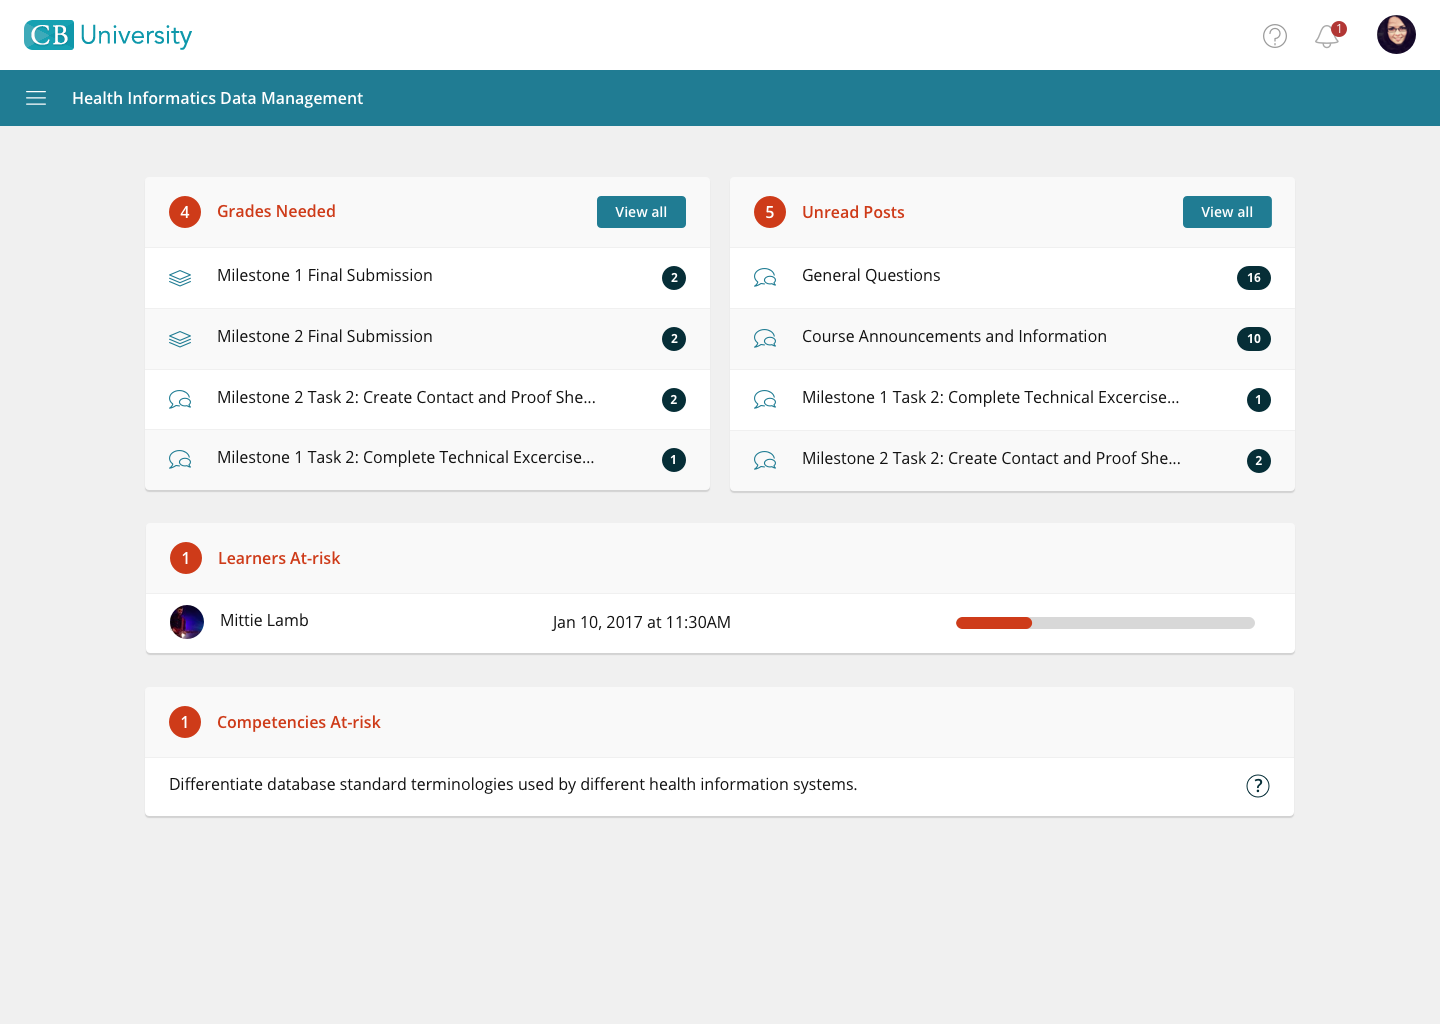 CB University
1
Health Informatics Data Management
4 Grades Needed View all
Milestone 1 Final Submission 2
Milestone 2 Final Submission 2
Milestone 2 Task 2: Create Contact and Proof She... 2
Milestone 1 Task 2: Complete Technical Excercise... 1
5 Unread Posts View all
General Questions 16
Course Announcements and Information 10
Milestone 1 Task 2: Complete Technical Excercise... 1
Milestone 2 Task 2: Create Contact and Proof She... 2
1 Learners At-risk
Mittie Lamb Jan 10, 2017 at 11:30AM
1 Competencies At-risk
Differentiate database standard terminologies used by different health information systems. ?